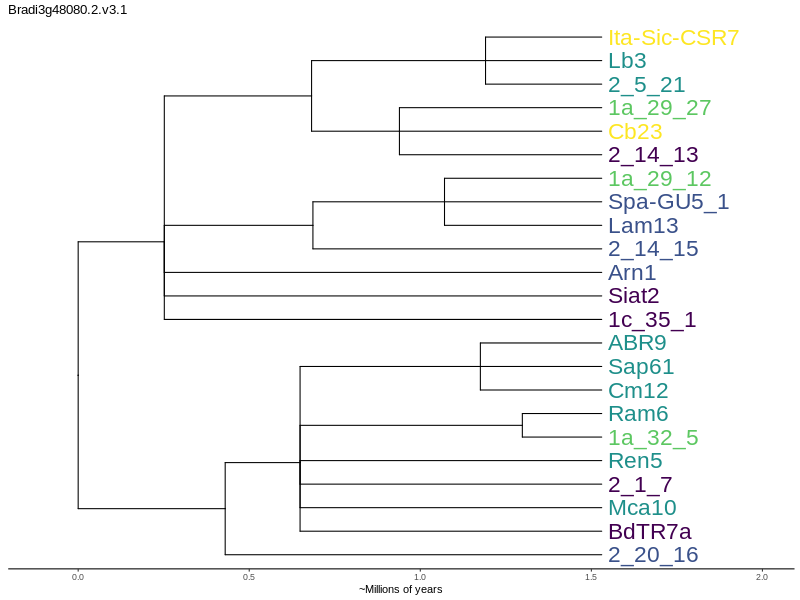 Bradi3g48080.2.v3.1
Ita-Sic-CSR7
Lb3
2_5_21
1a_29_27
Cb23
2_14_13
1a_29_12
Spa-GU5_1
Lam13
2_14_15
Arn1
Siat2
1c_35_1
ABR9
Sap61
Cm12
Ram6
1a_32_5
Ren5
2_1_7
Mca10
BdTR7a
2_20_16
0.0 0.5 1.0 1.5 2.0
~Millions of years